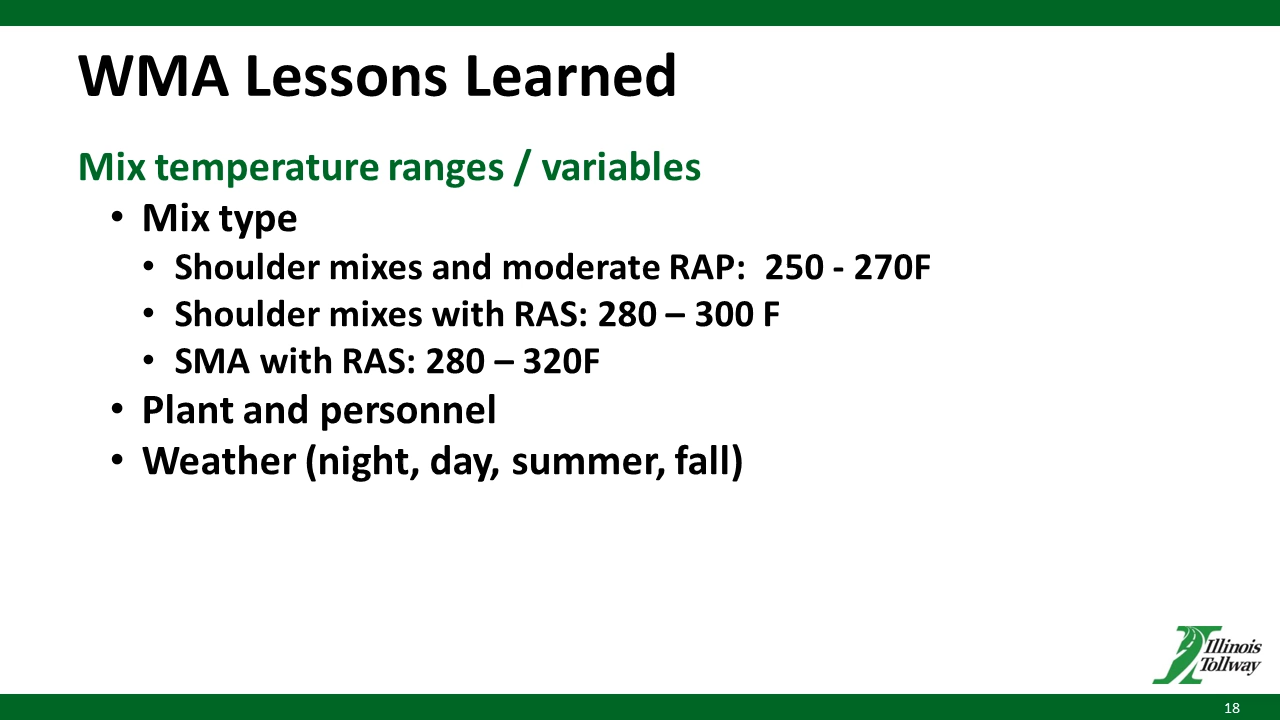 WMA Lessons Learned
Mix temperature ranges / variables
• Mix type
• Shoulder mixes and moderate RAP:  250 - 270F
• Shoulder mixes with RAS: 280 – 300 F
• SMA with RAS: 280 – 320F
• Plant and personnel
• Weather (night, day, summer, fall)
Illinois
Tollway
18